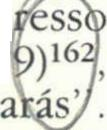 resso
9)¹⁶²,
arás”.